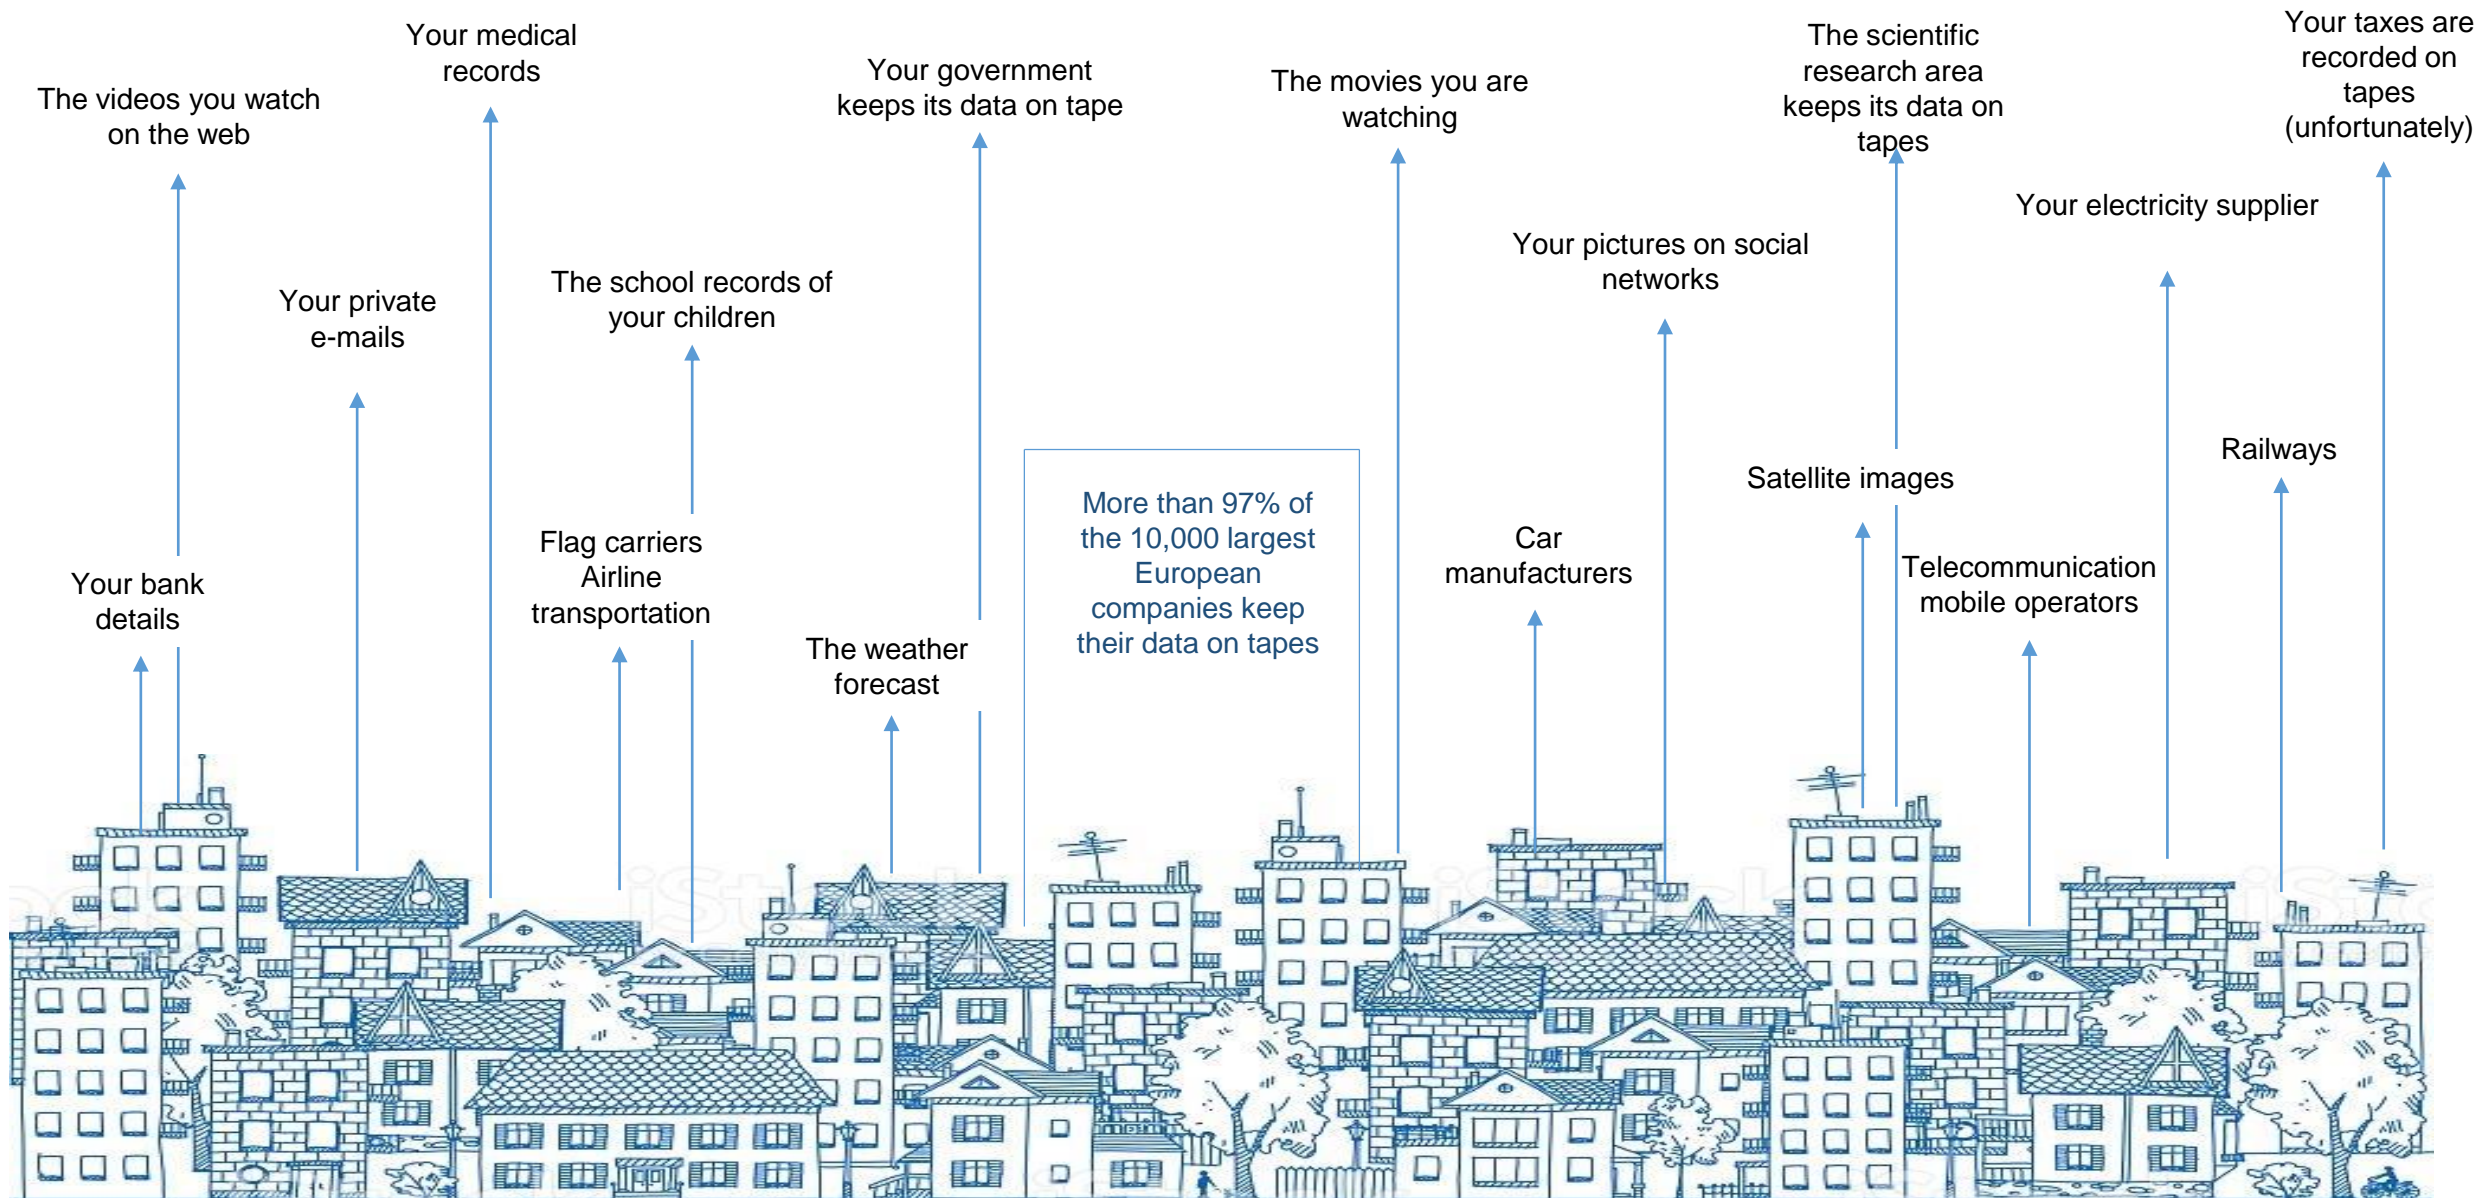 Your medical
records
The videos you watch
on the web
Your government
keeps its data on tape
The movies you are
watching
The scientific
research area
keeps its data on
tapes
Your taxes are
recorded on
tapes
(unfortunately)
Your electricity supplier
Your pictures on social
networks
The school records of
your children
Your private
e-mails
Railways
Satellite images
More than 97% of
the 10,000 largest
European
companies keep
their data on tapes
Car
manufacturers
Flag carriers
Airline
transportation
Telecommunication
mobile operators
Your bank
details
The weather
forecast
iStock